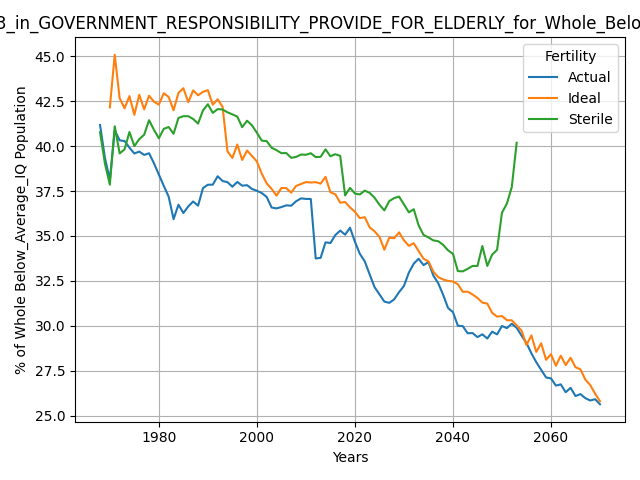 3_in_GOVERNMENT_RESPONSIBILITY_PROVIDE_FOR_ELDERLY_for_Whole_Belo
Fertility
Actual
Ideal
Sterile
% of Whole Below_Average_IQ Population
45.0
42.5
40.0
37.5
35.0
32.5
30.0
27.5
25.0
1980
2000
2020
2040
2060
Years